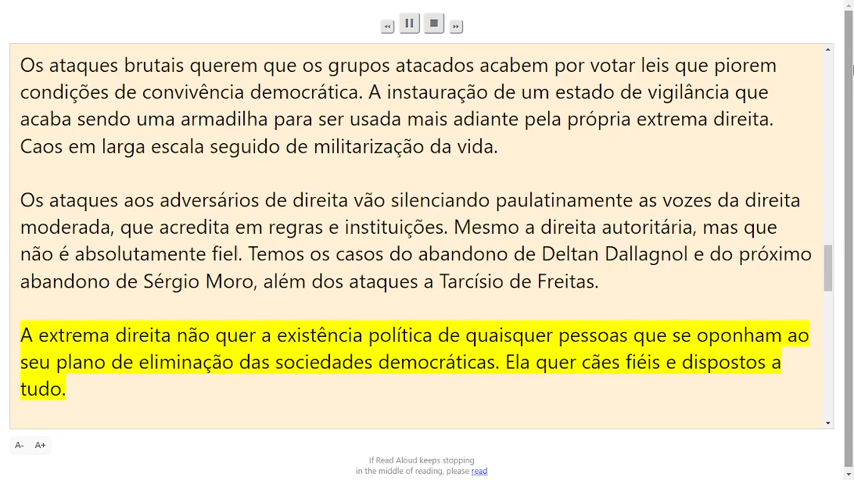 Os ataques brutais querem que os grupos atacados acabem por votar leis que piorem
condições de convivência democrática. A instauração de um estado de vigilância que
acaba sendo uma armadilha para ser usada mais adiante pela própria extrema direita.
Caos em larga escala seguido de militarização da vida.
Os ataques aos adversários de direita vão silenciando paulatinamente as vozes da direita
moderada, que acredita em regras e instituições. Mesmo a direita autoritária, mas que
não é absolutamente fiel. Temos os casos do abandono de Deltan Dallagnol e do próximo
abandono de Sérgio Moro, além dos ataques a Tarcísio de Freitas.
A extrema direita não quer a existência política de quaisquer pessoas que se oponham ao
seu plano de eliminação das sociedades democráticas. Ela quer cães fiéis e dispostos a
tudo.
A- A+
If Read Aloud keeps stopping
in the middle of reading, please read